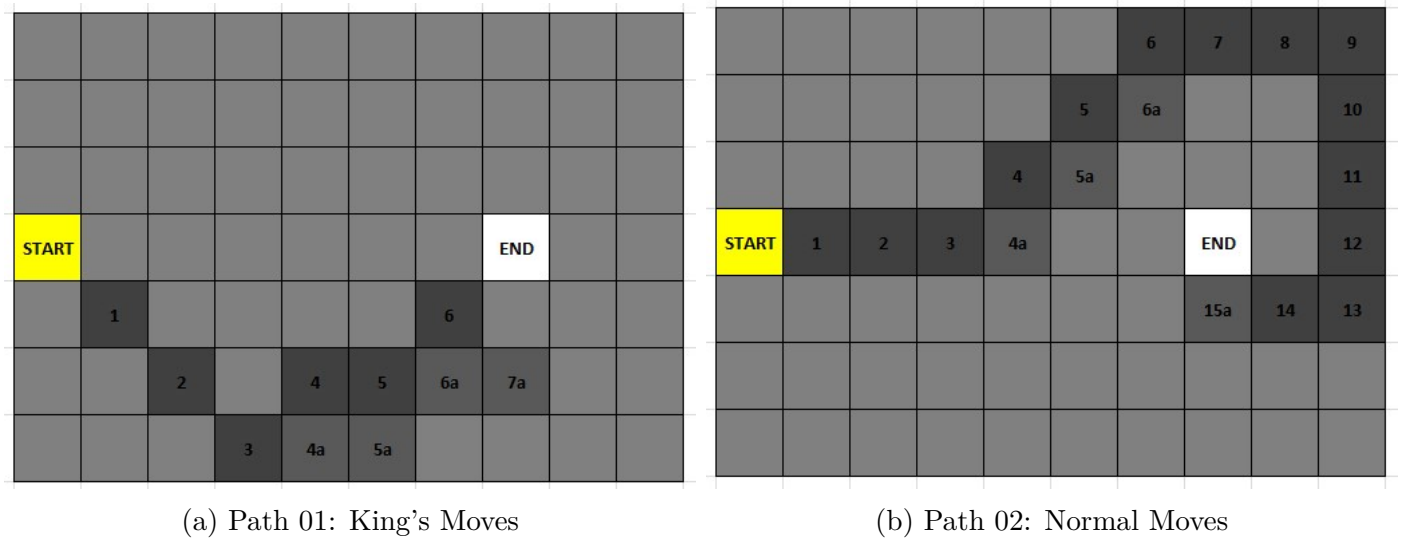 START END
1 6
2 4 5 6a 7a
3 4a 5a
(a) Path 01: King's Moves
6 7 8 9
5 6a 10
4 5a 11
START 1 2 3 4a END 12
15a 14 13
(b) Path 02: Normal Moves